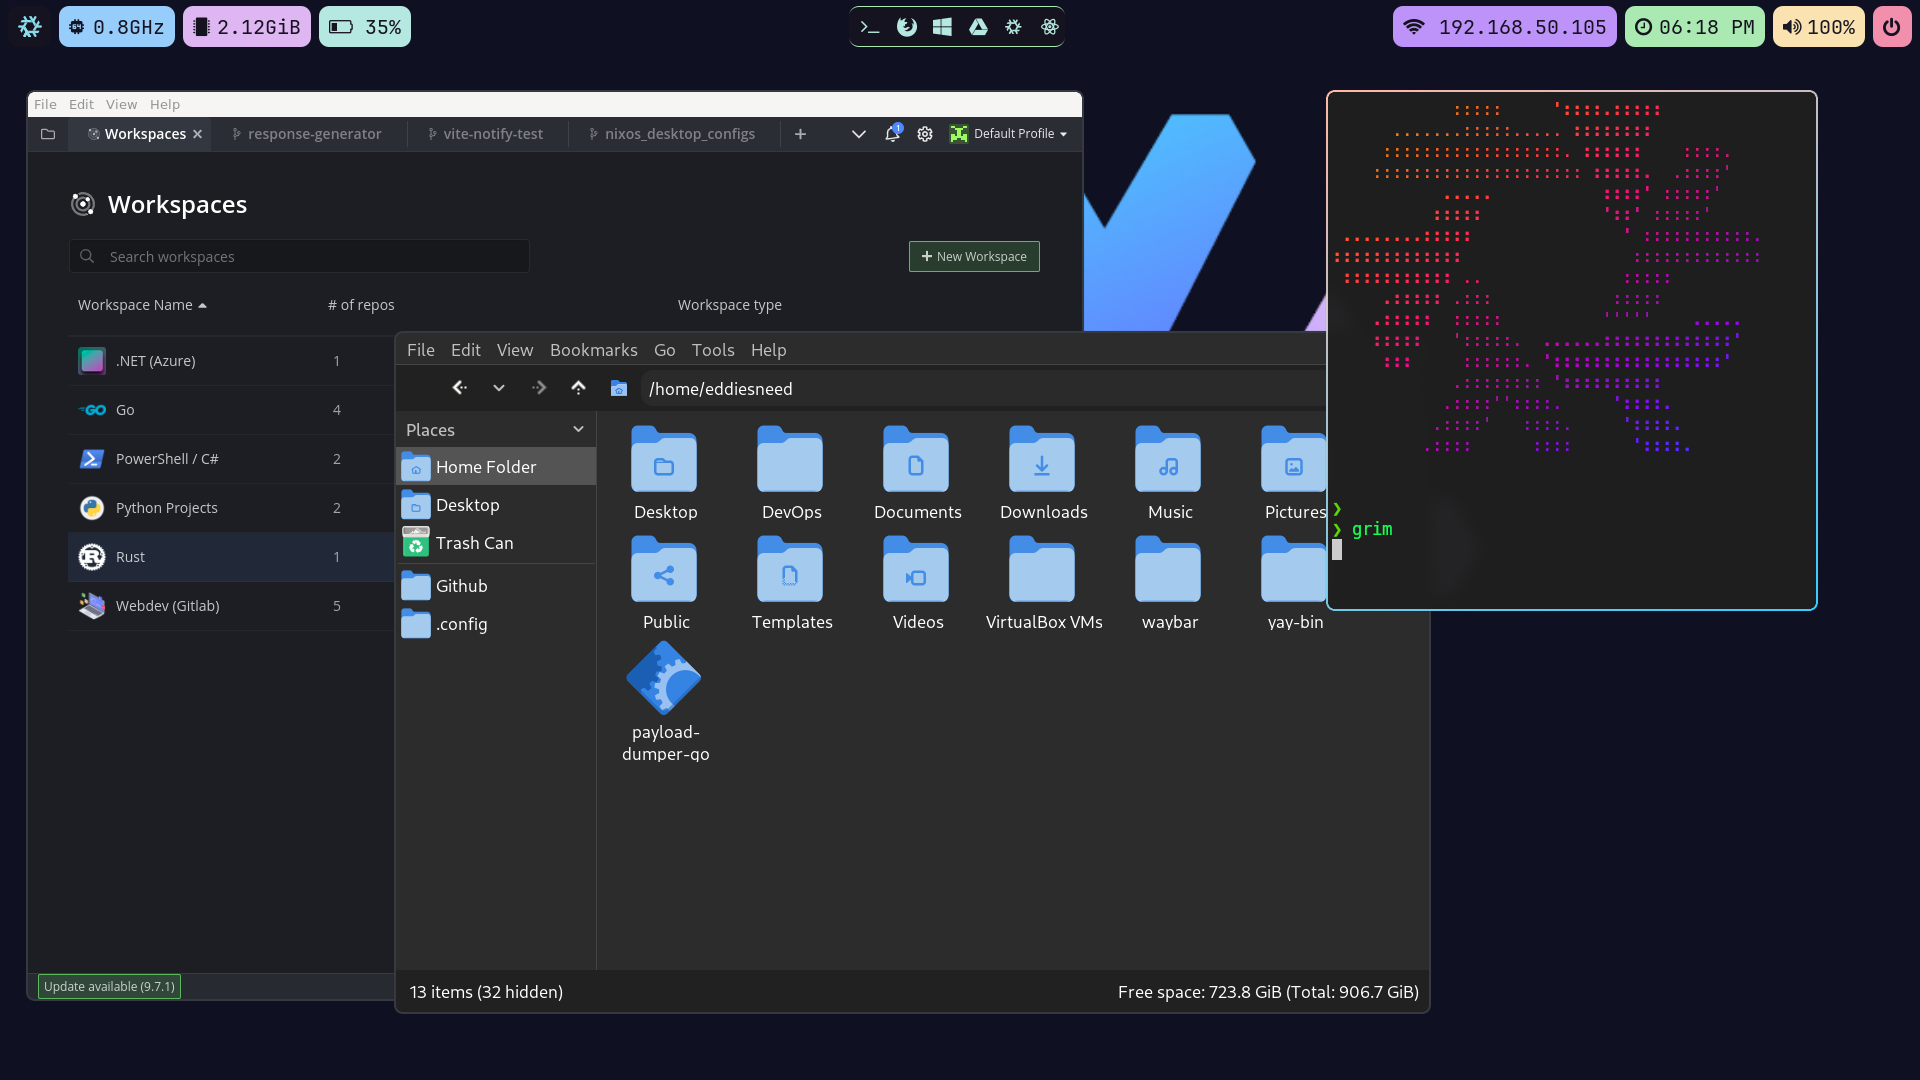 0.8GHz
2.12GiB
35%
192.168.50.105
06:18 PM
100%
File Edit View Help
Workspaces
response-generator
vite-notify-test
nixos_desktop_configs
1
Default Profile
Workspaces
Search workspaces
New Workspace
Workspace Name
# of repos
Workspace type
.NET (Azure) 1
Go 4
PowerShell / C# 2
Python Projects 2
Rust 1
Webdev (Gitlab) 5
Update available (9.7.1)
File Edit View Bookmarks Go Tools Help
/home/eddiesneed
Places
Home Folder
Desktop
Trash Can
Github
.config
Desktop DevOps Documents Downloads Music Pictures
Public Templates Videos VirtualBox VMs waybar yay-bin
payload-
dumper-go
13 items (32 hidden)
Free space: 723.8 GiB (Total: 906.7 GiB)
❯
❯ grim